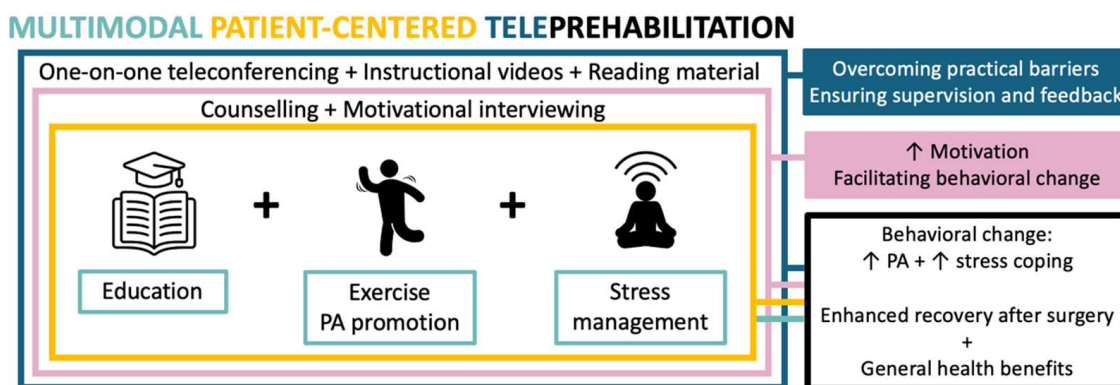 MULTIMODAL PATIENT-CENTERED TELEPREHABILITATION
One-on-one teleconferencing + Instructional videos + Reading material
Counselling + Motivational interviewing
+
+
Education
Exercise
PA promotion
Stress
management
Overcoming practical barriers
Ensuring supervision and feedback
↑ Motivation
Facilitating behavioral change
Behavioral change:
↑ PA + ↑ stress coping
Enhanced recovery after surgery
+
General health benefits